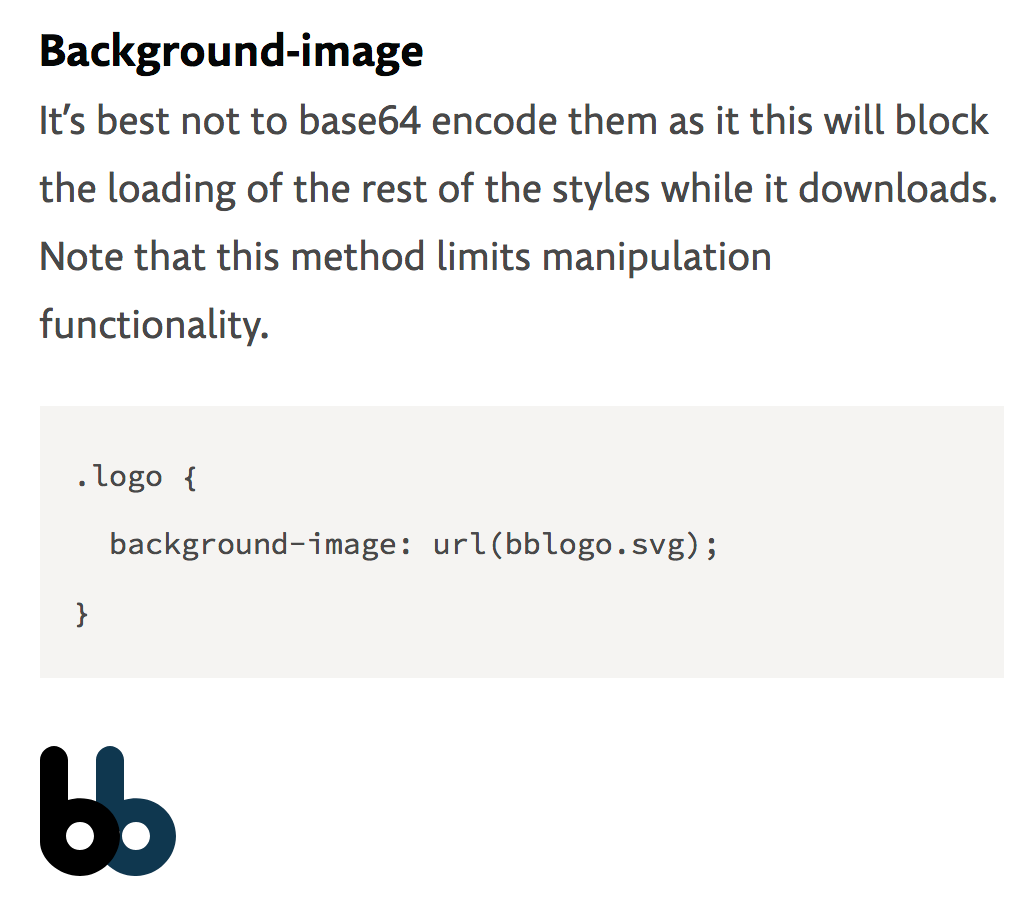 Background-image
It’s best not to base64 encode them as it this will block
the loading of the rest of the styles while it downloads.
Note that this method limits manipulation
functionality.
.logo {
  background-image: url(bblogo.svg);
}
bb